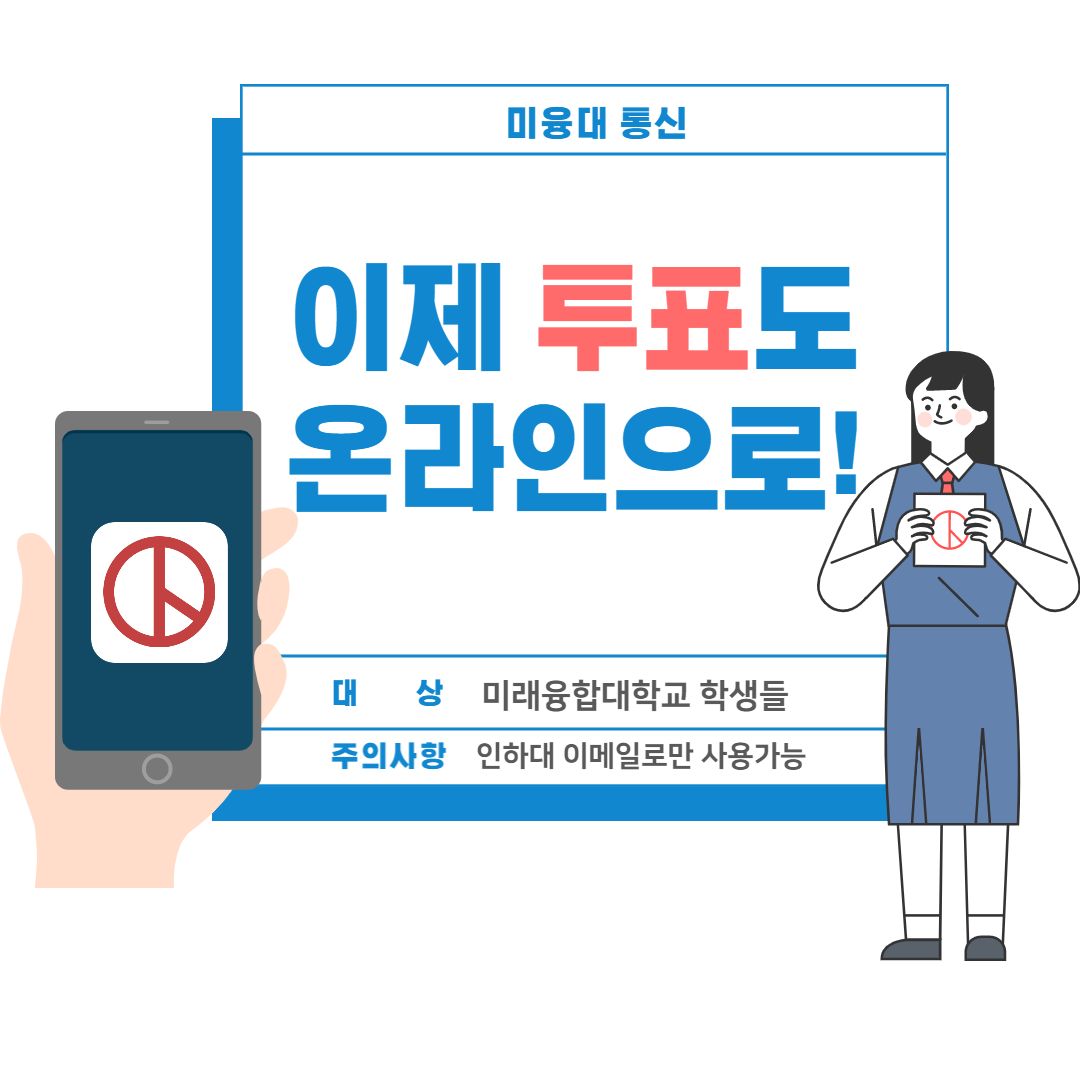 미융대 통신
이제 투표도
온라인으로!
대 상 미래융합대학교 학생들
주의사항 인하대 이메일로만 사용가능